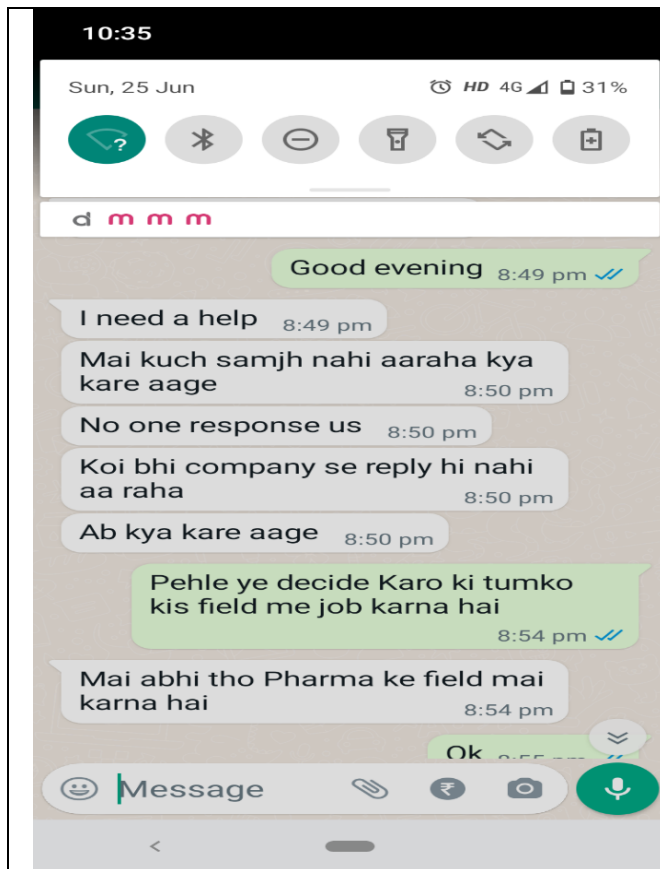 10:35
Sun, 25 Jun HD 4G 31%
d m m m
Good evening 8:49 pm
I need a help 8:49 pm
Mai kuch samjh nahi aaraha kya
kare aage 8:50 pm
No one response us 8:50 pm
Koi bhi company se reply hi nahi
aa raha 8:50 pm
Ab kya kare aage 8:50 pm
Pehle ye decide Karo ki tumko
kis field me job karna hai
8:54 pm
Mai abhi tho Pharma ke field mai
karna hai 8:54 pm
Ok
Message